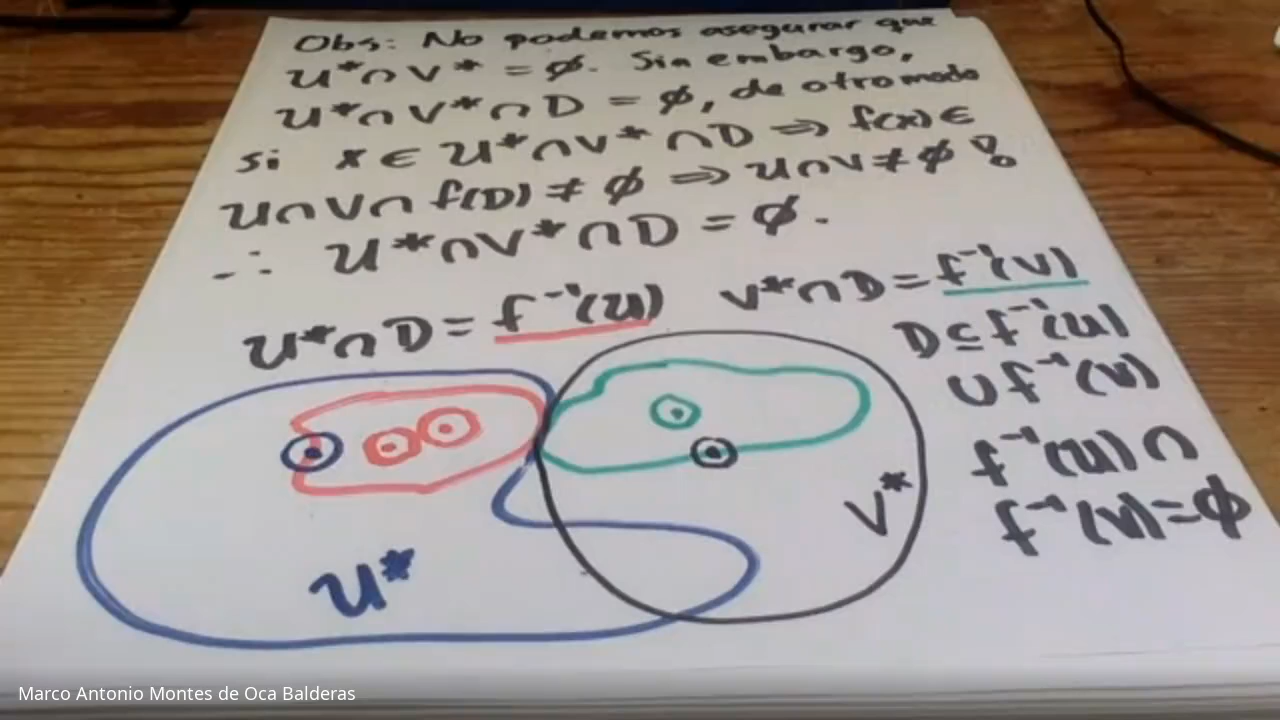 Obs: No podemos asegurar que
U*∩V* = ∅. Sin embargo,
U*∩V*∩D = ∅, de otro modo
si x ∈ U*∩V*∩D ⇒ f(x) ∈
U∩V∩f(D) ≠ ∅ ⇒ U∩V ≠ ∅ !
∴ U*∩V*∩D = ∅.
U*∩D = f⁻¹(U) V*∩D = f⁻¹(V)
D ⊆ f⁻¹(U)
∪ f⁻¹(V)
f⁻¹(U) ∩
f⁻¹(V) = ∅
V*
U*
Marco Antonio Montes de Oca Balderas